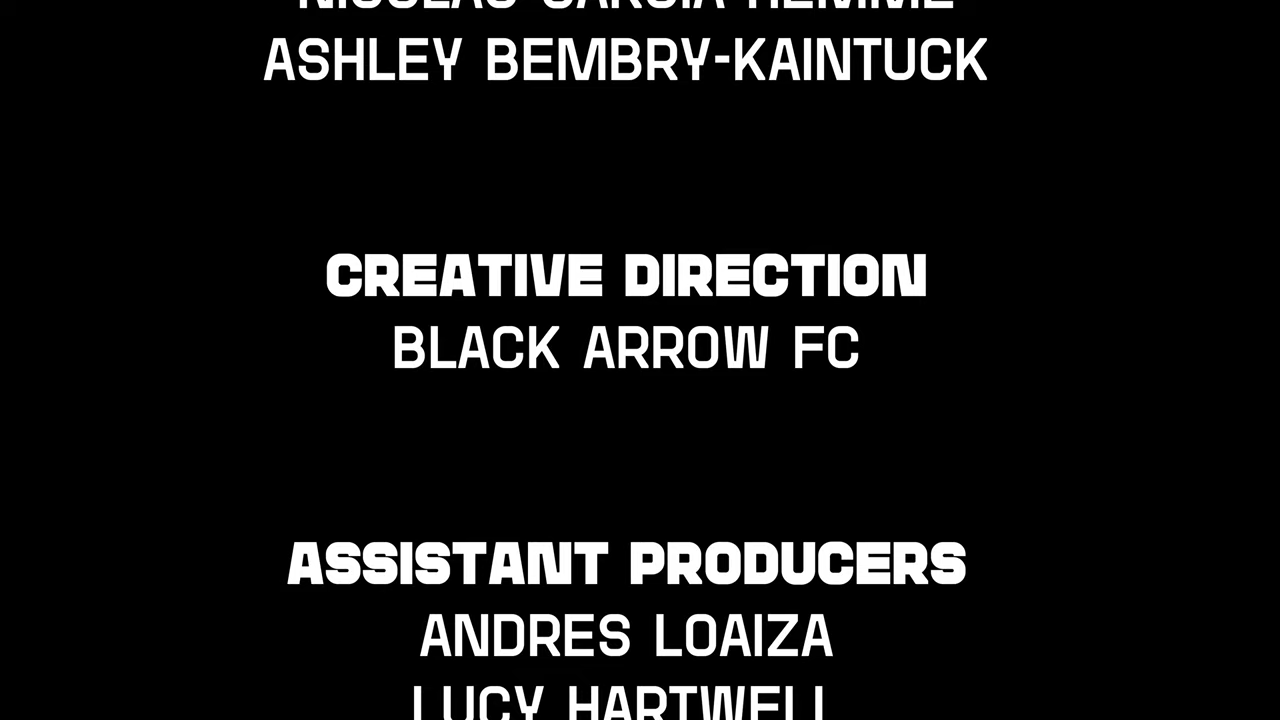 NICOLAS GARCIA HEMME
ASHLEY BEMBRY-KAINTUCK
CREATIVE DIRECTION
BLACK ARROW FC
ASSISTANT PRODUCERS
ANDRES LOAIZA
LUCY HARTWELL